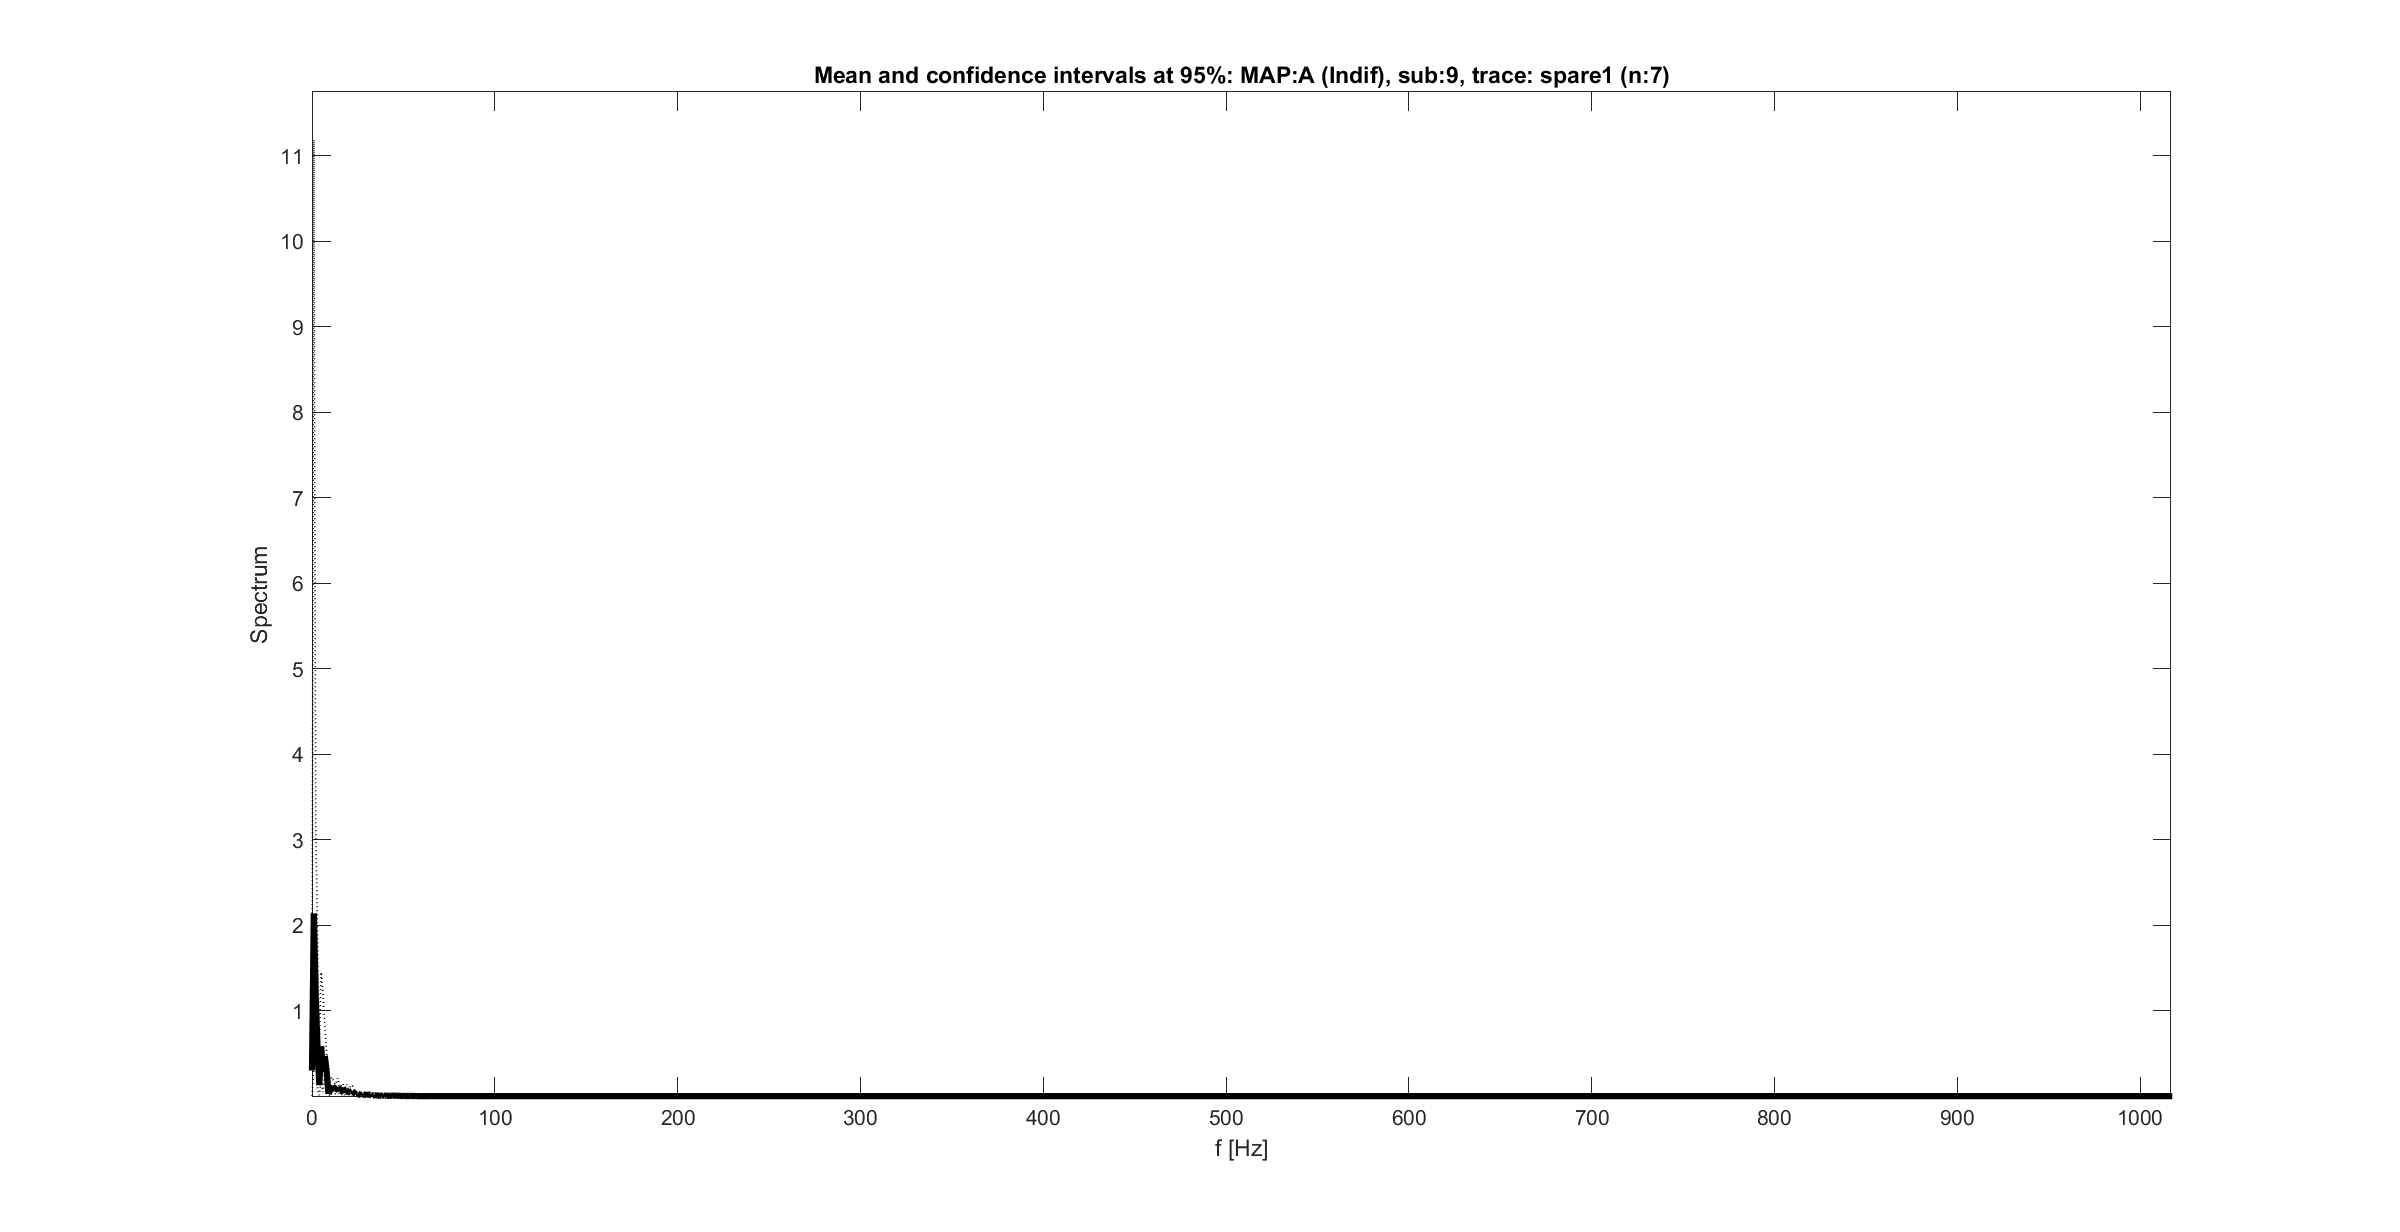 Mean and confidence intervals at 95%: MAP:A (Indif), sub:9, trace: spare1 (n:7)
11
10
9
8
7
6
5
4
3
2
1
Spectrum
0 100 200 300 400 500 600 700 800 900 1000
f [Hz]